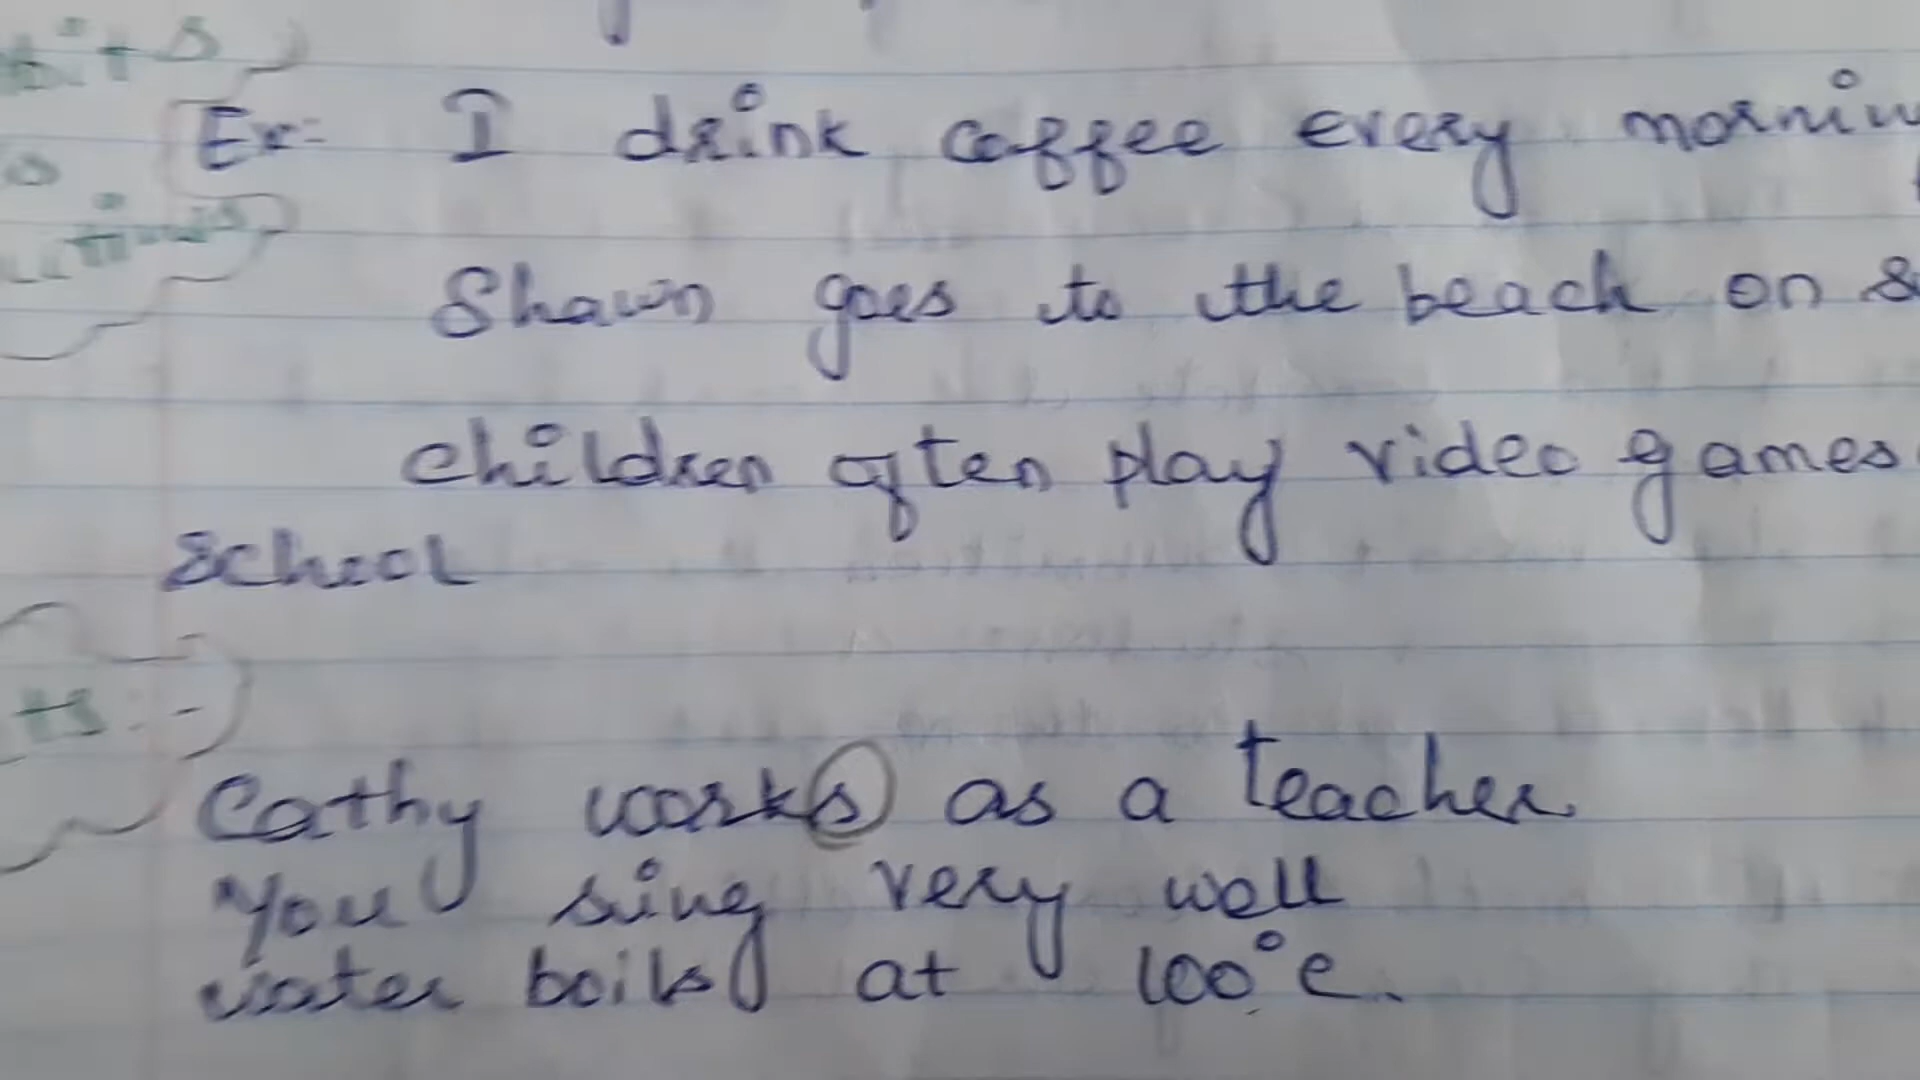 Ex:- I drink coffee every
Shawn goes to the beach on
children often play video games
School
ts :-
Cathy works as a teacher.
You sing very well
water boils at 100°c.